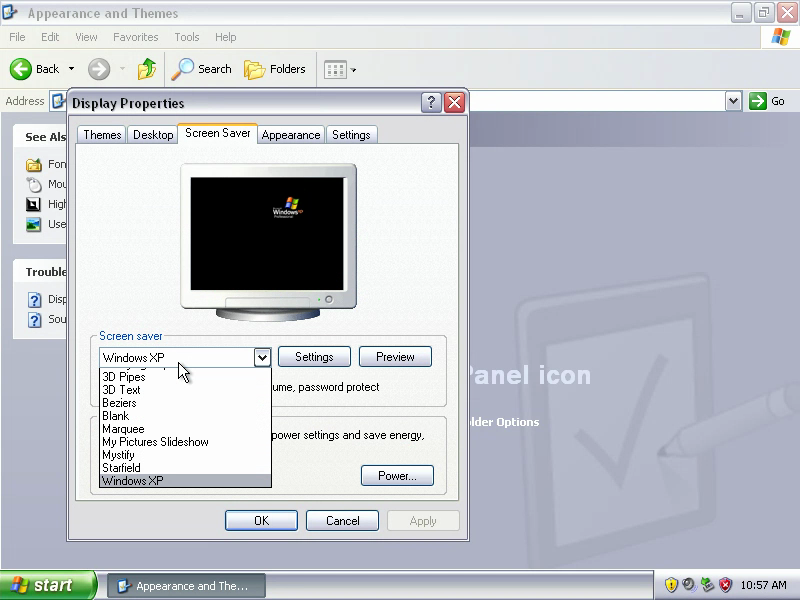 Appearance and Themes
File Edit View Favorites Tools Help
Back Search Folders
Address Go
Display Properties
Themes Desktop Screen Saver Appearance Settings
See Als
Fon
Mou
High
Use
Windows xp
Professional
Trouble
Disp
Sou
Screen saver
Windows XP Settings Preview
3D Pipes
3D Text
ume, password protect
Beziers
Blank
Marquee
power settings and save energy,
My Pictures Slideshow
Mystify
Starfield
Windows XP
Power...
Panel icon
lder Options
OK Cancel Apply
start Appearance and The... 10:57 AM